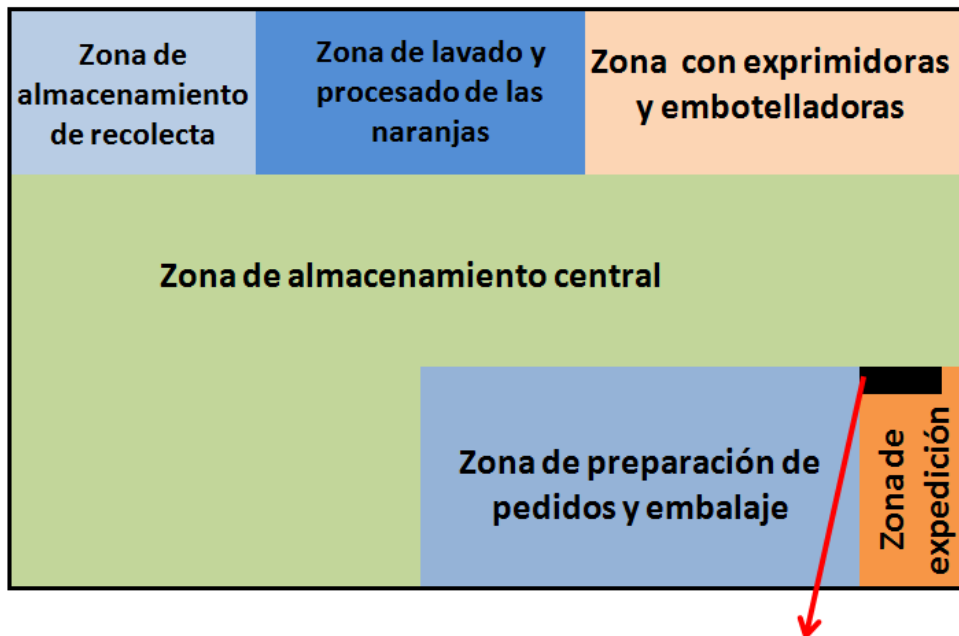 Zona de
almacenamiento
de recolecta
Zona de lavado y
procesado de las
naranjas
Zona con exprimidoras
y embotelladoras
Zona de almacenamiento central
Zona de preparación de
pedidos y embalaje
Zona de
expedición